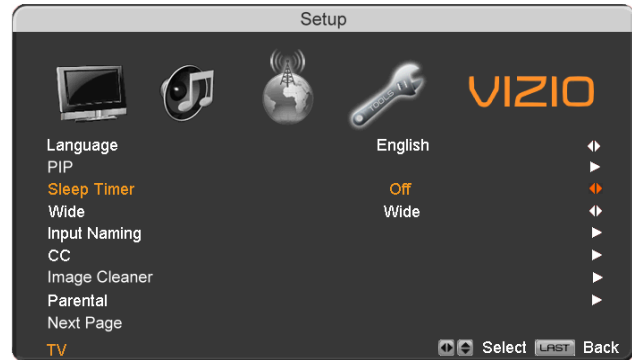 Setup
TOOLS
VIZIO
Language English
PIP
Sleep Timer Off
Wide Wide
Input Naming
CC
Image Cleaner
Parental
Next Page
TV Select LAST Back